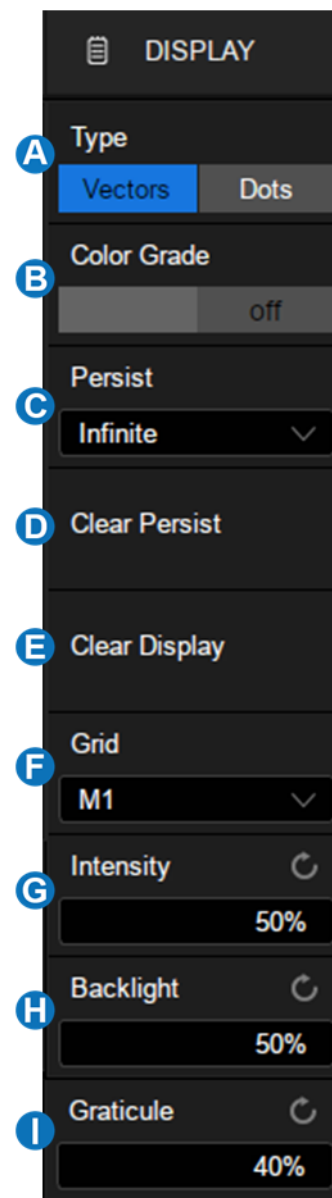 DISPLAY
A
Type
Vectors Dots
B
Color Grade
off
C
Persist
Infinite
D
Clear Persist
E
Clear Display
F
Grid
M1
G
Intensity
50%
H
Backlight
50%
I
Graticule
40%